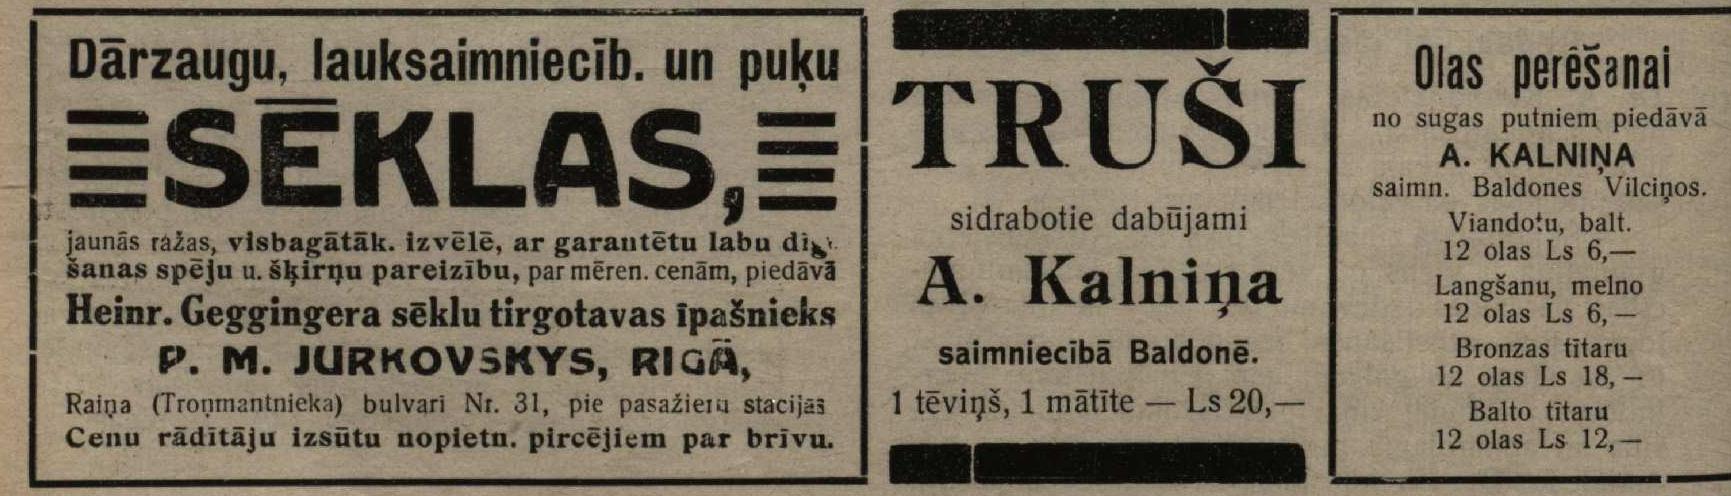 Dārzaugu, lauksaimniecīb. un puķu
SĒKLAS,
jaunās ražas, visbagātāk. izvēlē, ar garantētu labu
šanas spēju u. šķirņu pareizību, par mēren. cenām, piedāvā
Heinr. Geggingera sēklu tirgotavas īpašnieks
P. M. JURKOVSKYS, RIGĀ,
Raiņa (Troņmantnieka) bulvarī Nr. 31, pie pasažieru stacijas
Cenu rādītāju izsūtu nopietn. pircējiem par brīvu.
TRUŠI
sidrabotie dabūjami
A. Kalniņa
saimniecībā Baldonē.
1 tēviņš, 1 mātīte — Ls 20,—
Olas perēšanai
no sugas putniem piedāvā
A. KALNIŅA
saimn. Baldones Vilciņos.
Viandotu, balt.
12 olas Ls 6,—
Langšanu, melno
12 olas Ls 6,—
Bronzas tītaru
12 olas Ls 18,—
Balto tītaru
12 olas Ls 12,—